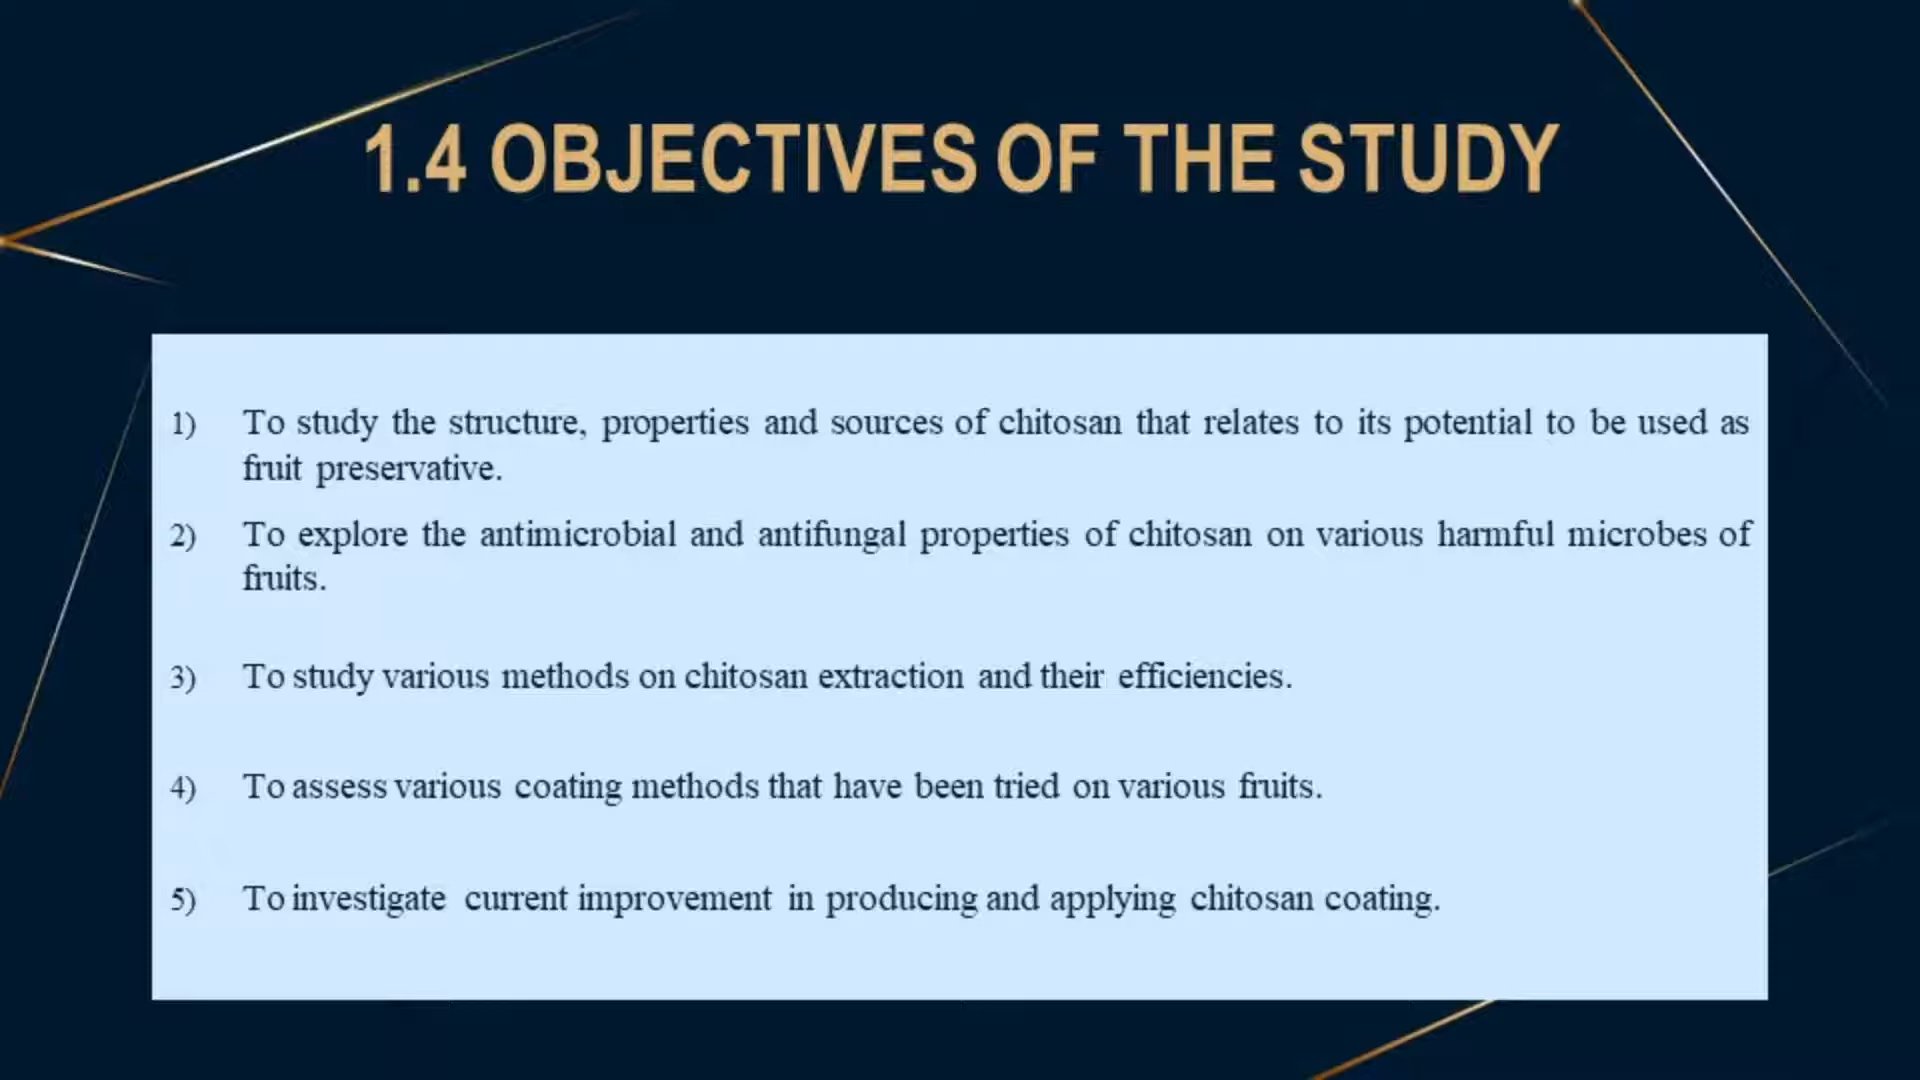 1.4 OBJECTIVES OF THE STUDY
1) To study the structure, properties and sources of chitosan that relates to its potential to be used as
fruit preservative.
2) To explore the antimicrobial and antifungal properties of chitosan on various harmful microbes of
fruits.
3) To study various methods on chitosan extraction and their efficiencies.
4) To assess various coating methods that have been tried on various fruits.
5) To investigate current improvement in producing and applying chitosan coating.